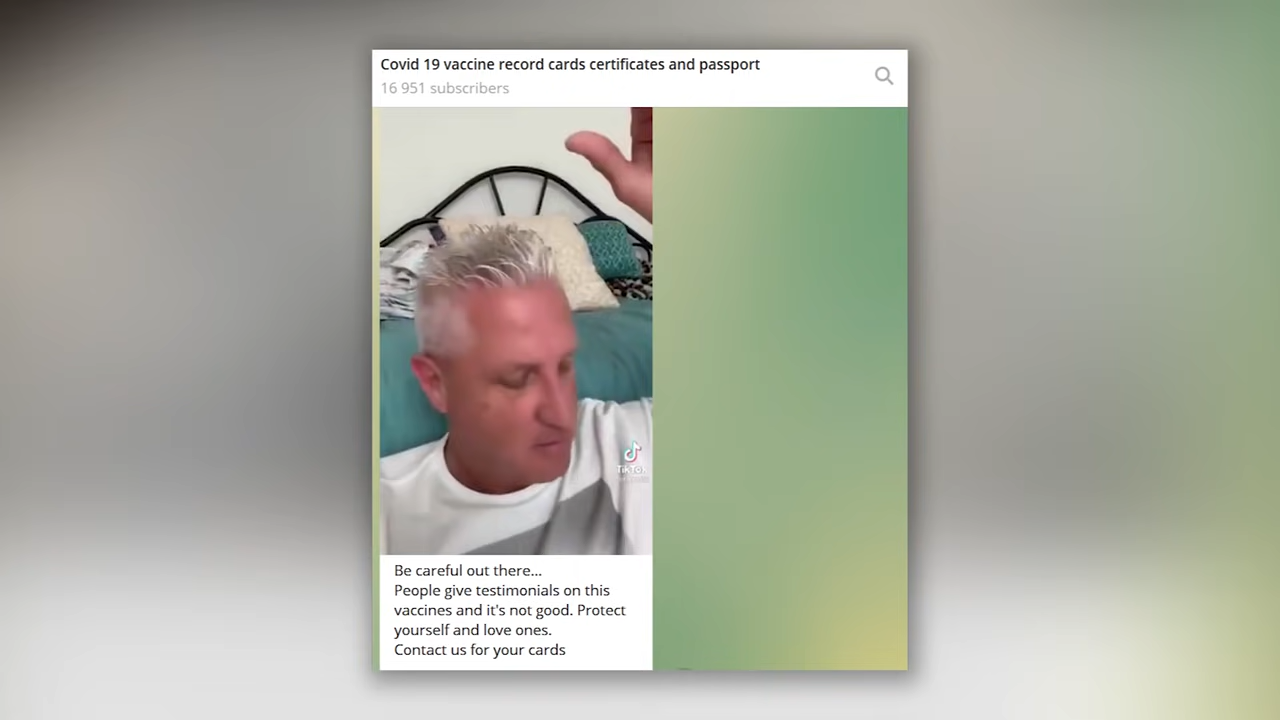 Covid 19 vaccine record cards certificates and passport
16 951 subscribers
TikTok
Be careful out there...
People give testimonials on this
vaccines and it's not good. Protect
yourself and love ones.
Contact us for your cards